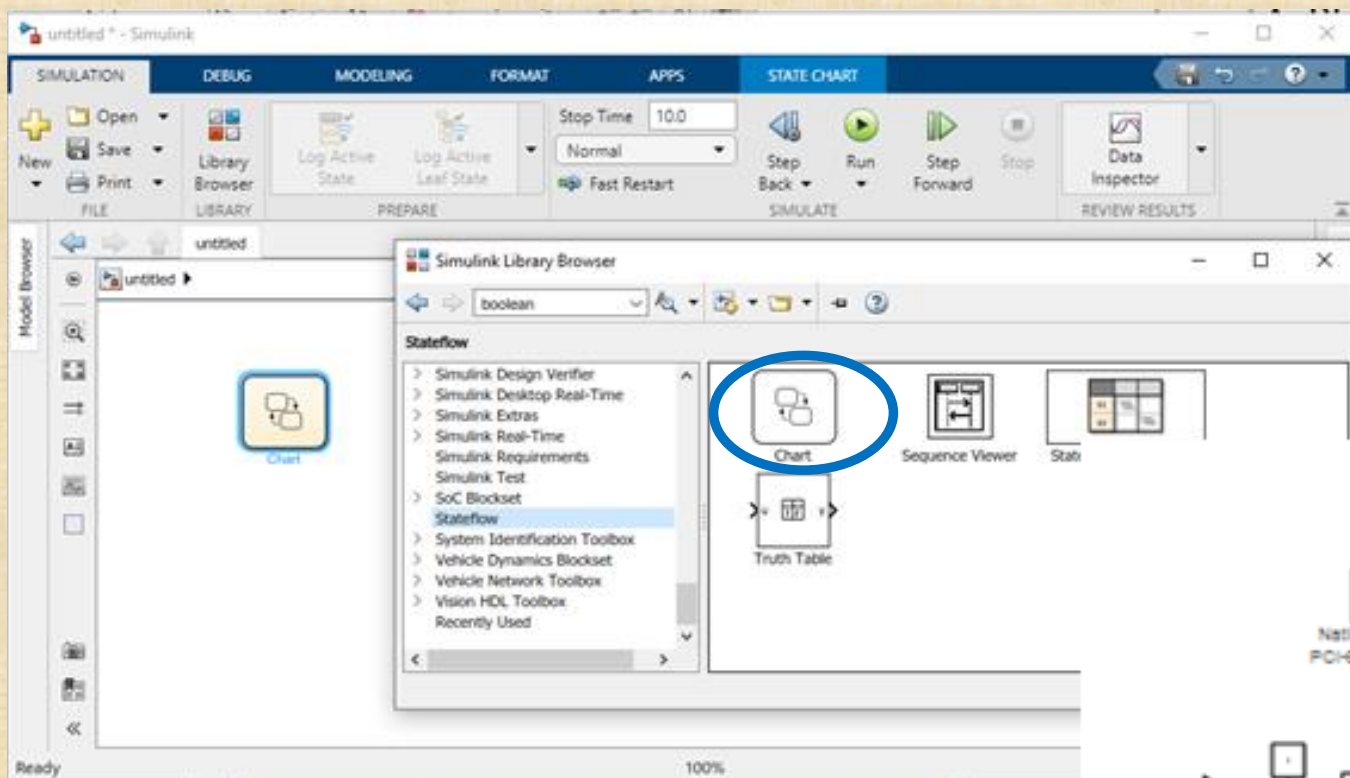 untitled * - Simulink
SIMULATION DEBUG MODELING FORMAT APPS STATE CHART
New
Open
Save
Print
FILE
Library
Browser
LIBRARY
Log Active
State
Log Active
Leaf State
PREPARE
Stop Time 10.0
Normal
Fast Restart
Step
Back
Run
Step
Forward
Stop
SIMULATE
Data
Inspector
REVIEW RESULTS
Model Browser
untitled
untitled
Chart
Simulink Library Browser
boolean
Stateflow
Simulink Design Verifier
Simulink Desktop Real-Time
Simulink Extras
Simulink Real-Time
Simulink Requirements
Simulink Test
SoC Blockset
Stateflow
System Identification Toolbox
Vehicle Dynamics Blockset
Vehicle Network Toolbox
Vision HDL Toolbox
Recently Used
Chart
Sequence Viewer
Truth Table
Ready
100%